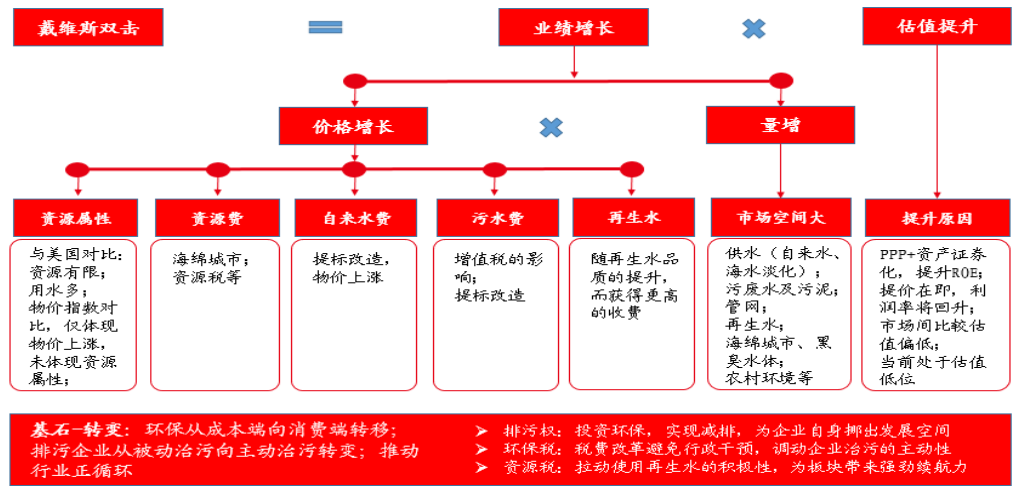 戴维斯双击
业绩增长
估值提升
价格增长
量增
资源属性
资源费
自来水费
污水费
再生水
市场空间大
提升原因
与美国对比：
资源有限；
用水多；
物价指数对
比，仅体现
物价上涨，
未体现资源
属性；
海绵城市；
资源税等
提标改造，
物价上涨
增值税的影
响；
提标改造
随再生水品
质的提升，
而获得更高
的收费
供水（自来水、
海水淡化）；
污废水及污泥；
管网；
再生水；
海绵城市、黑
臭水体；
农村环境等
PPP+资产证券
化，提升ROE；
提价在即，利
润率将回升；
市场间比较估
值偏低；
当前处于估值
低位
基石-转变：环保从成本端向消费端转移；
排污企业从被动治污向主动治污转变；推动
行业正循环
➢ 排污权：投资环保，实现减排，为企业自身挪出发展空间
➢ 环保税：税费改革避免行政干预，调动企业治污的主动性
➢ 资源税：拉动使用再生水的积极性，为板块带来强劲续航力